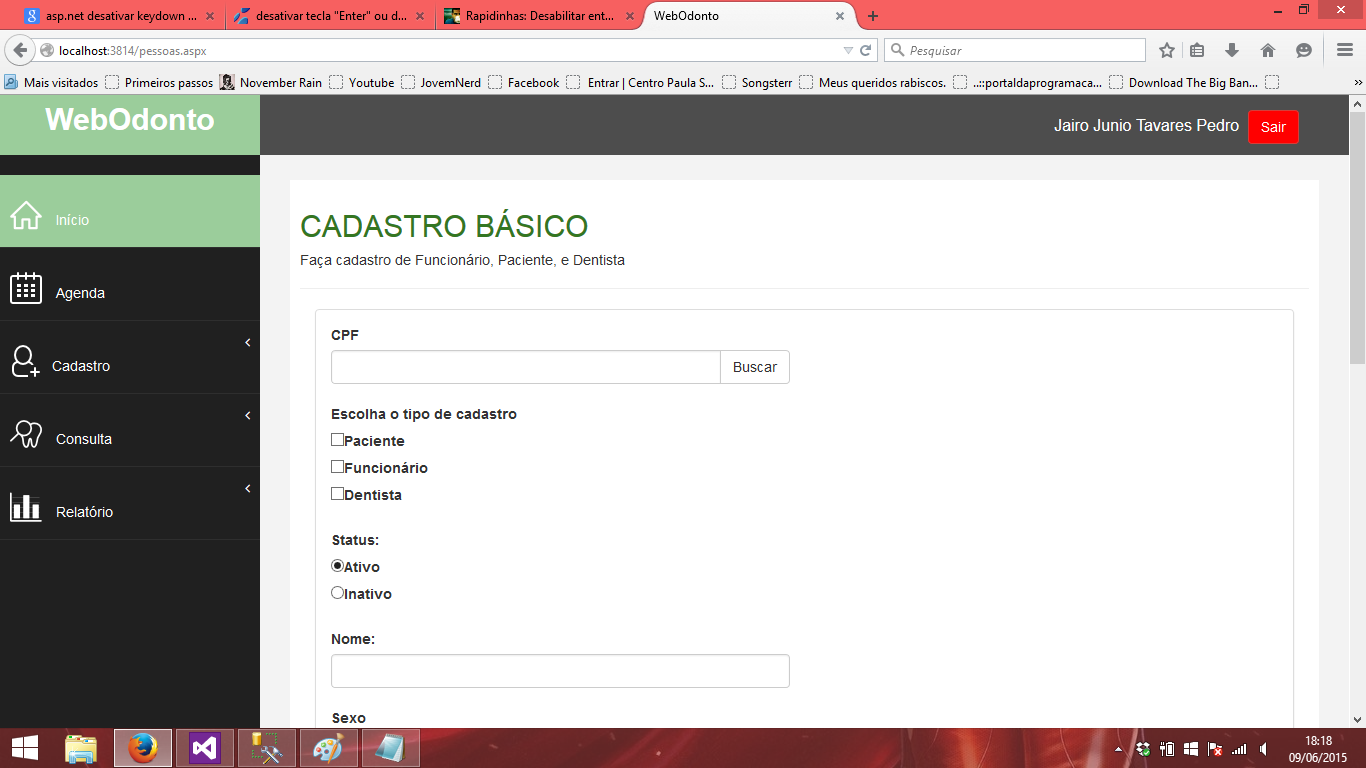 asp.net desativar keydown ...
desativar tecla "Enter" ou d...
Rapidinhas: Desabilitar ent...
WebOdonto
localhost:3814/pessoas.aspx
Pesquisar
Mais visitados
Primeiros passos
November Rain
Youtube
JovemNerd
Facebook
Entrar | Centro Paula S...
Songsterr
Meus queridos rabiscos.
..::portaldaprogramaca...
Download The Big Ban...
WebOdonto
Jairo Junio Tavares Pedro
Sair
Início
Agenda
Cadastro
Consulta
Relatório
CADASTRO BÁSICO
Faça cadastro de Funcionário, Paciente, e Dentista
CPF
Buscar
Escolha o tipo de cadastro
Paciente
Funcionário
Dentista
Status:
Ativo
Inativo
Nome:
Sexo
18:18
09/06/2015